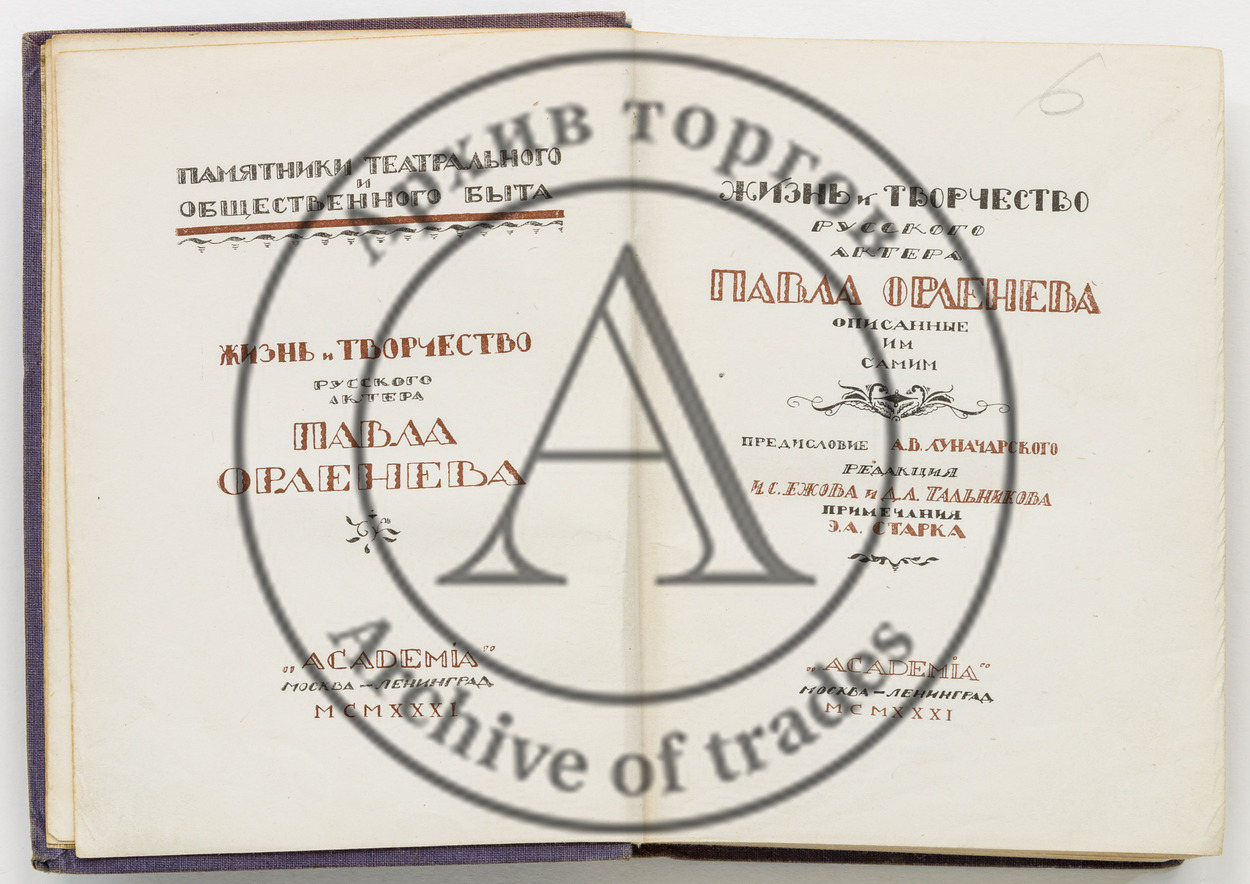 ПАМЯТНИКИ ТЕАТРАЛЬНОГО
И
ОБЩЕСТВЕННОГО БЫТА
ЖИЗНЬ и ТВОРЧЕСТВО
РУССКОГО
АКТЕРА
ПАВЛА
ОРЛЕНЕВА
„ACADEMiA“
МОСКВА — ЛЕНИНГРАД
MCMXXXI
6
ЖИЗНЬ и ТВОРЧЕСТВО
РУССКОГО
АКТЕРА
ПАВЛА ОРЛЕНЕВА
ОПИСАННЫЕ
ИМ
САМИМ
ПРЕДИСЛОВИЕ А.В. ЛУНАЧАРСКОГО
РЕДАКЦИЯ
И.С. ЕЖОВА и Д.Л. ТАЛЬНИКОВА
ПРИМЕЧАНИЯ
Э.А. СТАРКА
„ACADEMiA“
МОСКВА — ЛЕНИНГРАД
MCMXXXI
Архив торгов
A
Archive of trades